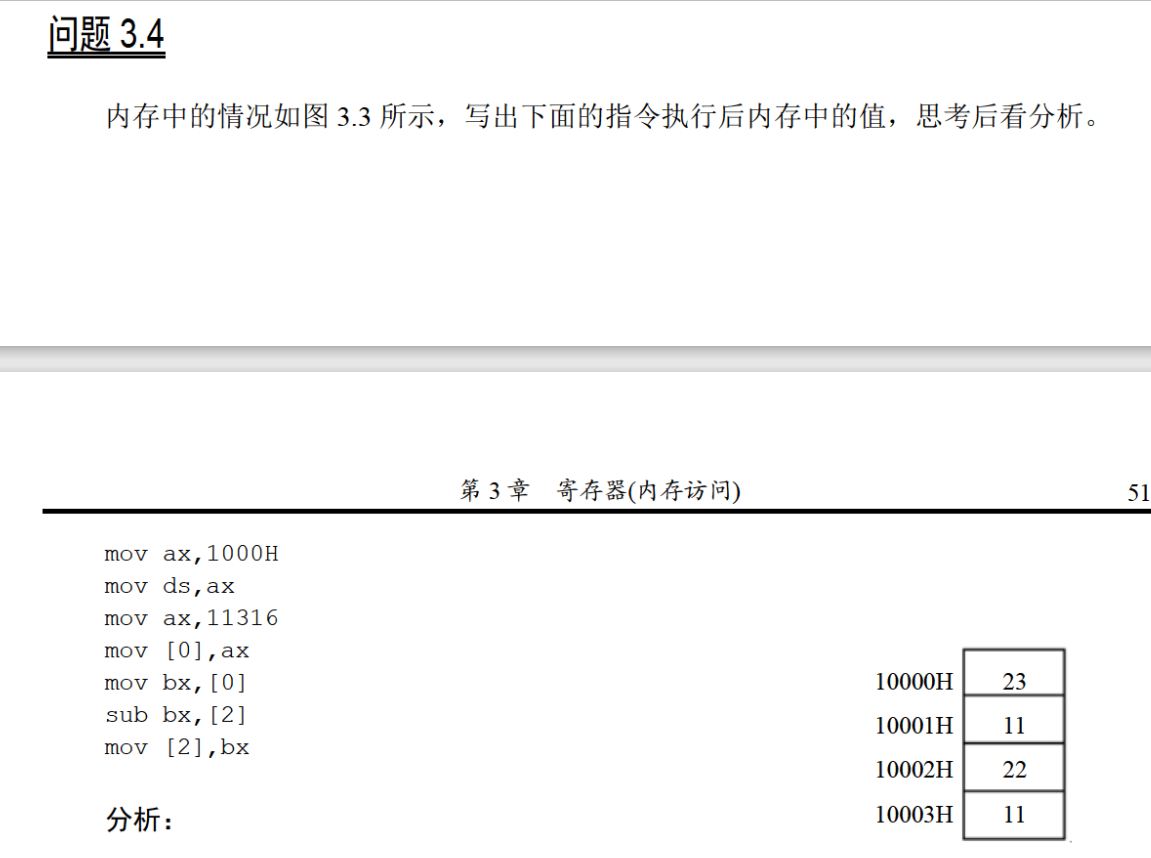 问题 3.4
内存中的情况如图 3.3 所示，写出下面的指令执行后内存中的值，思考后看分析。
第 3 章 寄存器(内存访问)
51
mov ax,1000H
mov ds,ax
mov ax,11316
mov [0],ax
mov bx,[0]
sub bx,[2]
mov [2],bx
10000H 23
10001H 11
10002H 22
10003H 11
分析：